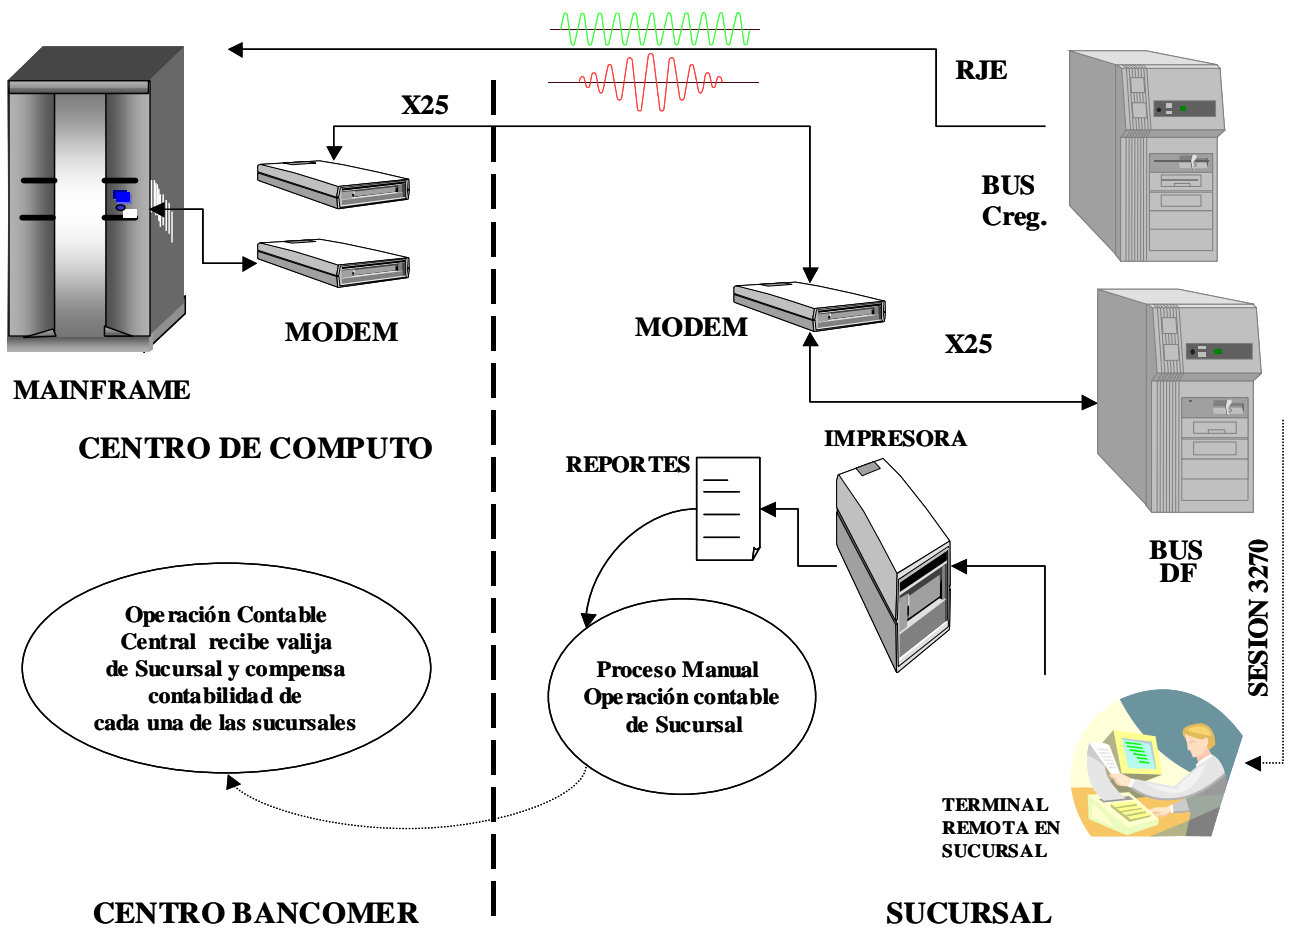 RJE
X25
BUS
Creg.
MODEM
MODEM
X25
MAINFRAME
CENTRO DE COMPUTO
IMPRESORA
REPORTES
BUS
DF
SESION 3270
Operación Contable
Central recibe valija
de Sucursal y compensa
contabilidad de
cada una de las sucursales
Proceso Manual
Operación contable
de Sucursal
TERMINAL
REMOTA EN
SUCURSAL
CENTRO BANCOMER
SUCURSAL